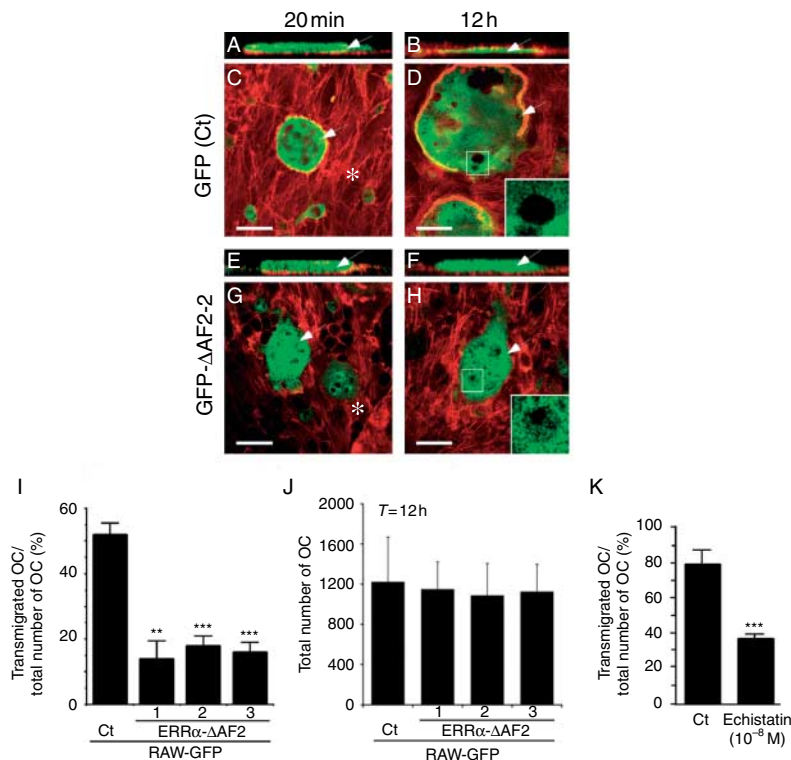 20 min 12 h
A B
C D
GFP (Ct)
*
E F
G H
GFP-ΔAF2-2
*
I
Transmigrated OC/
total number of OC (%)
60
40
20
0
** *** ***
Ct 1 2 3
ERRα-ΔAF2
RAW-GFP
J
T = 12 h
Total number of OC
2000
1600
1200
800
400
0
Ct 1 2 3
ERRα-ΔAF2
RAW-GFP
K
Transmigrated OC/
total number of OC (%)
100
80
60
40
20
0
***
Ct Echistatin
(10⁻⁸ M)